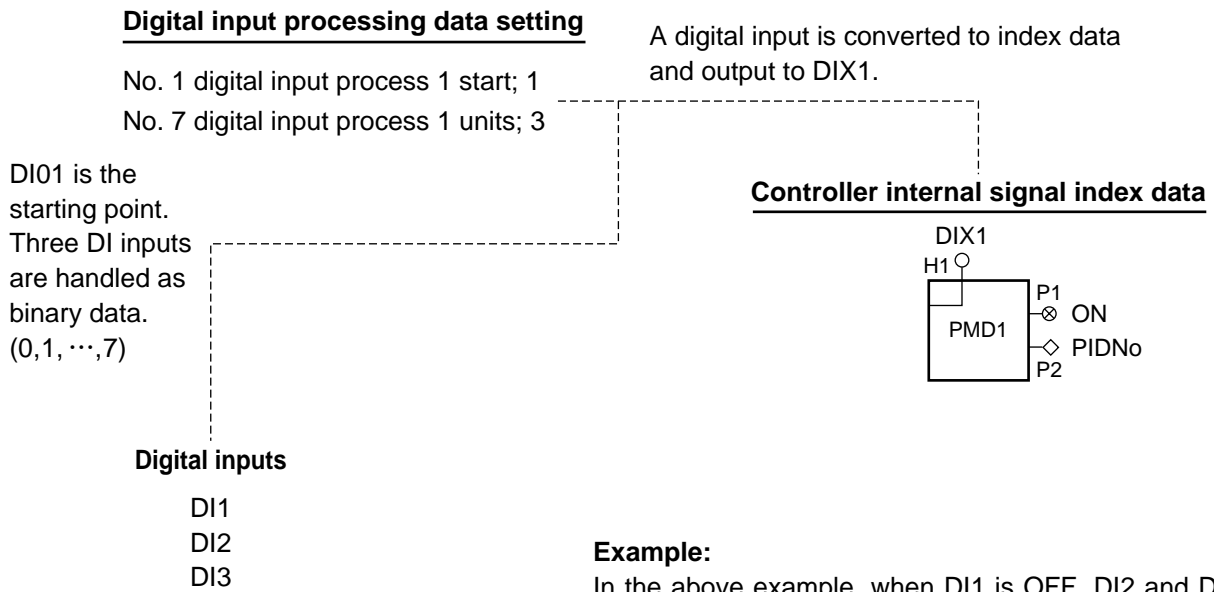 Digital input processing data setting
No. 1 digital input process 1 start; 1
No. 7 digital input process 1 units; 3
A digital input is converted to index data
and output to DIX1.
DI01 is the
starting point.
Three DI inputs
are handled as
binary data.
(0,1, ⋯,7)
Controller internal signal index data
DIX1
H1
PMD1
P1
ON
PIDNo
P2
Digital inputs
DI1
DI2
DI3
Example: